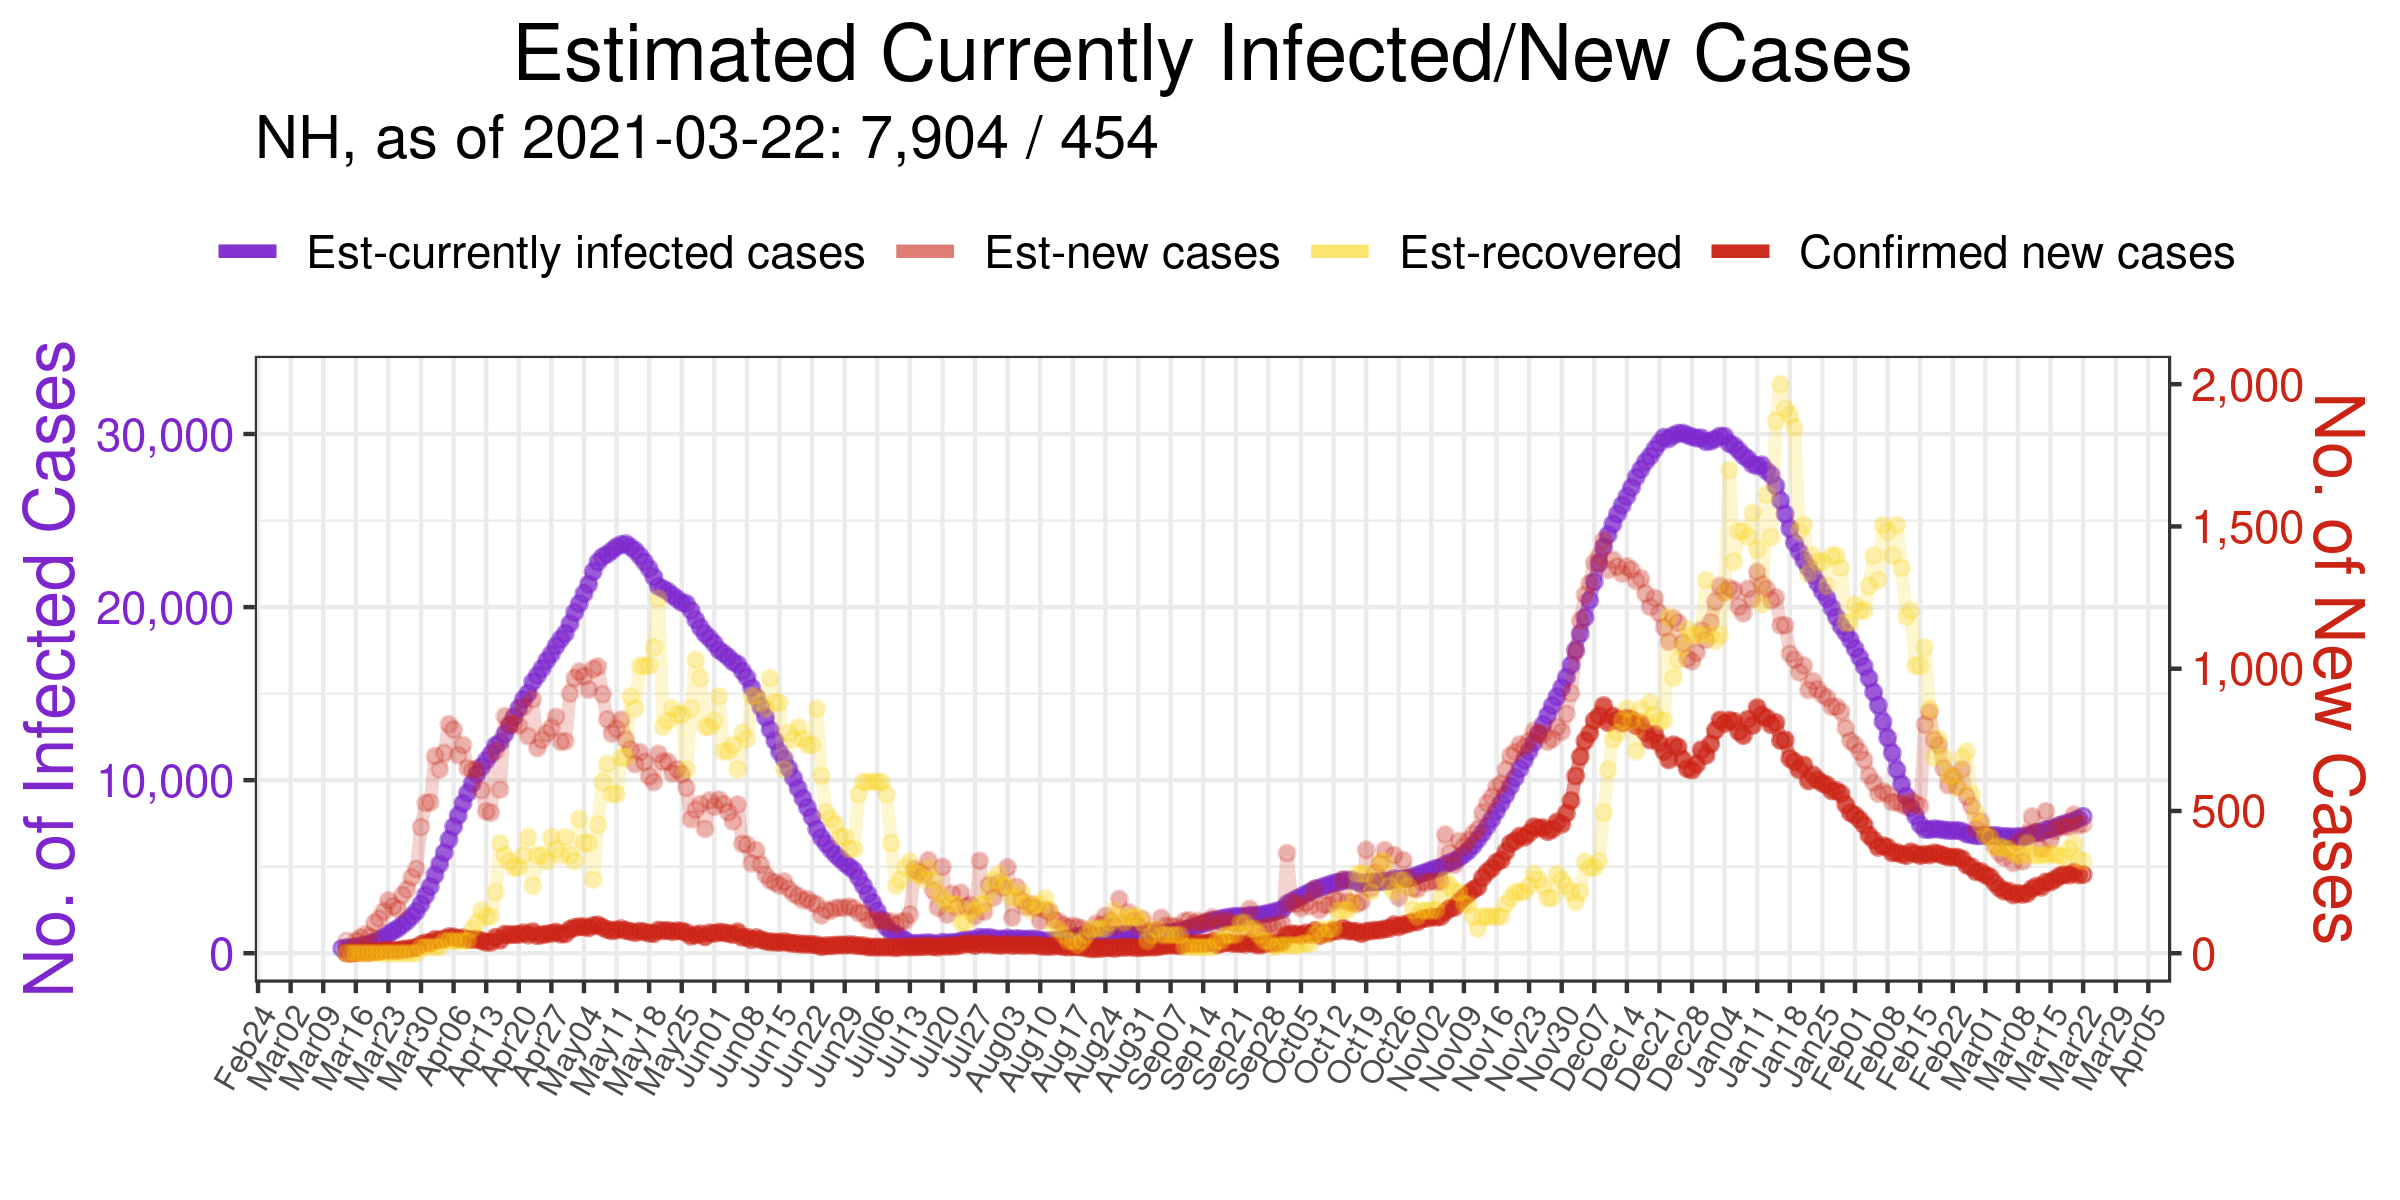 Estimated Currently Infected/New Cases
NH, as of 2021-03-22: 7,904 / 454
Est-currently infected cases Est-new cases Est-recovered Confirmed new cases
No. of Infected Cases
30,000
20,000
10,000
0
2,000
1,500
1,000
500
0
No. of New Cases
Feb24 Mar02 Mar09 Mar16 Mar23 Mar30 Apr06 Apr13 Apr20 Apr27 May04 May11 May18 May25 Jun01 Jun08 Jun15 Jun22 Jun29 Jul06 Jul13 Jul20 Jul27 Aug03 Aug10 Aug17 Aug24 Aug31 Sep07 Sep14 Sep21 Sep28 Oct05 Oct12 Oct19 Oct26 Nov02 Nov09 Nov16 Nov23 Nov30 Dec07 Dec14 Dec21 Dec28 Jan04 Jan11 Jan18 Jan25 Feb01 Feb08 Feb15 Feb22 Mar01 Mar08 Mar15 Mar22 Mar29 Apr05